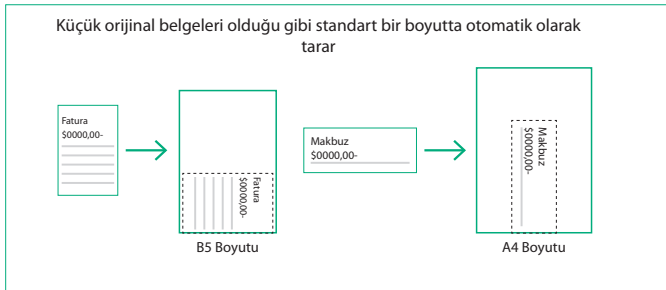 Küçük orijinal belgeleri olduğu gibi standart bir boyutta otomatik olarak
tarar
Fatura
$0000,00-
Fatura
$0000,00-
B5 Boyutu
Makbuz
$0000,00-
Makbuz
$0000,00-
A4 Boyutu